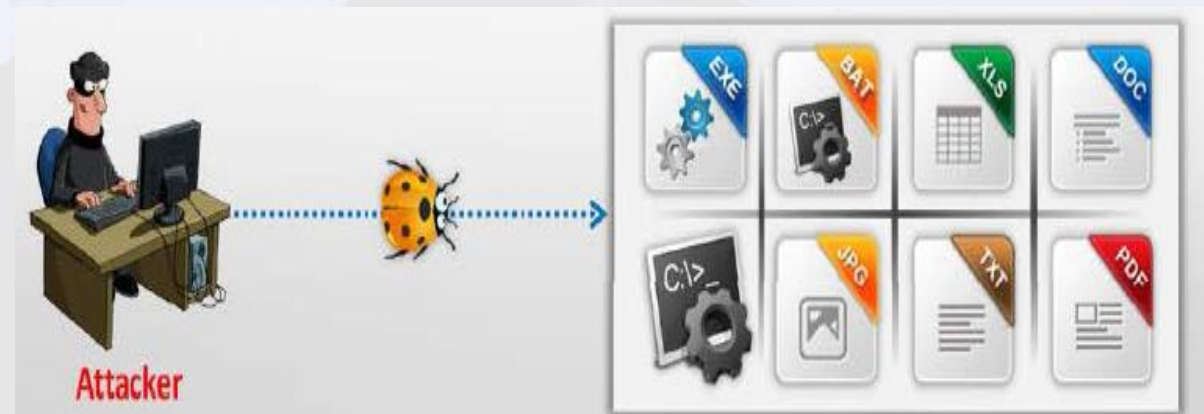 EXE
BAT
XLS
DOC
C:\>
C:\>_
JPG
TXT
PDF
Attacker